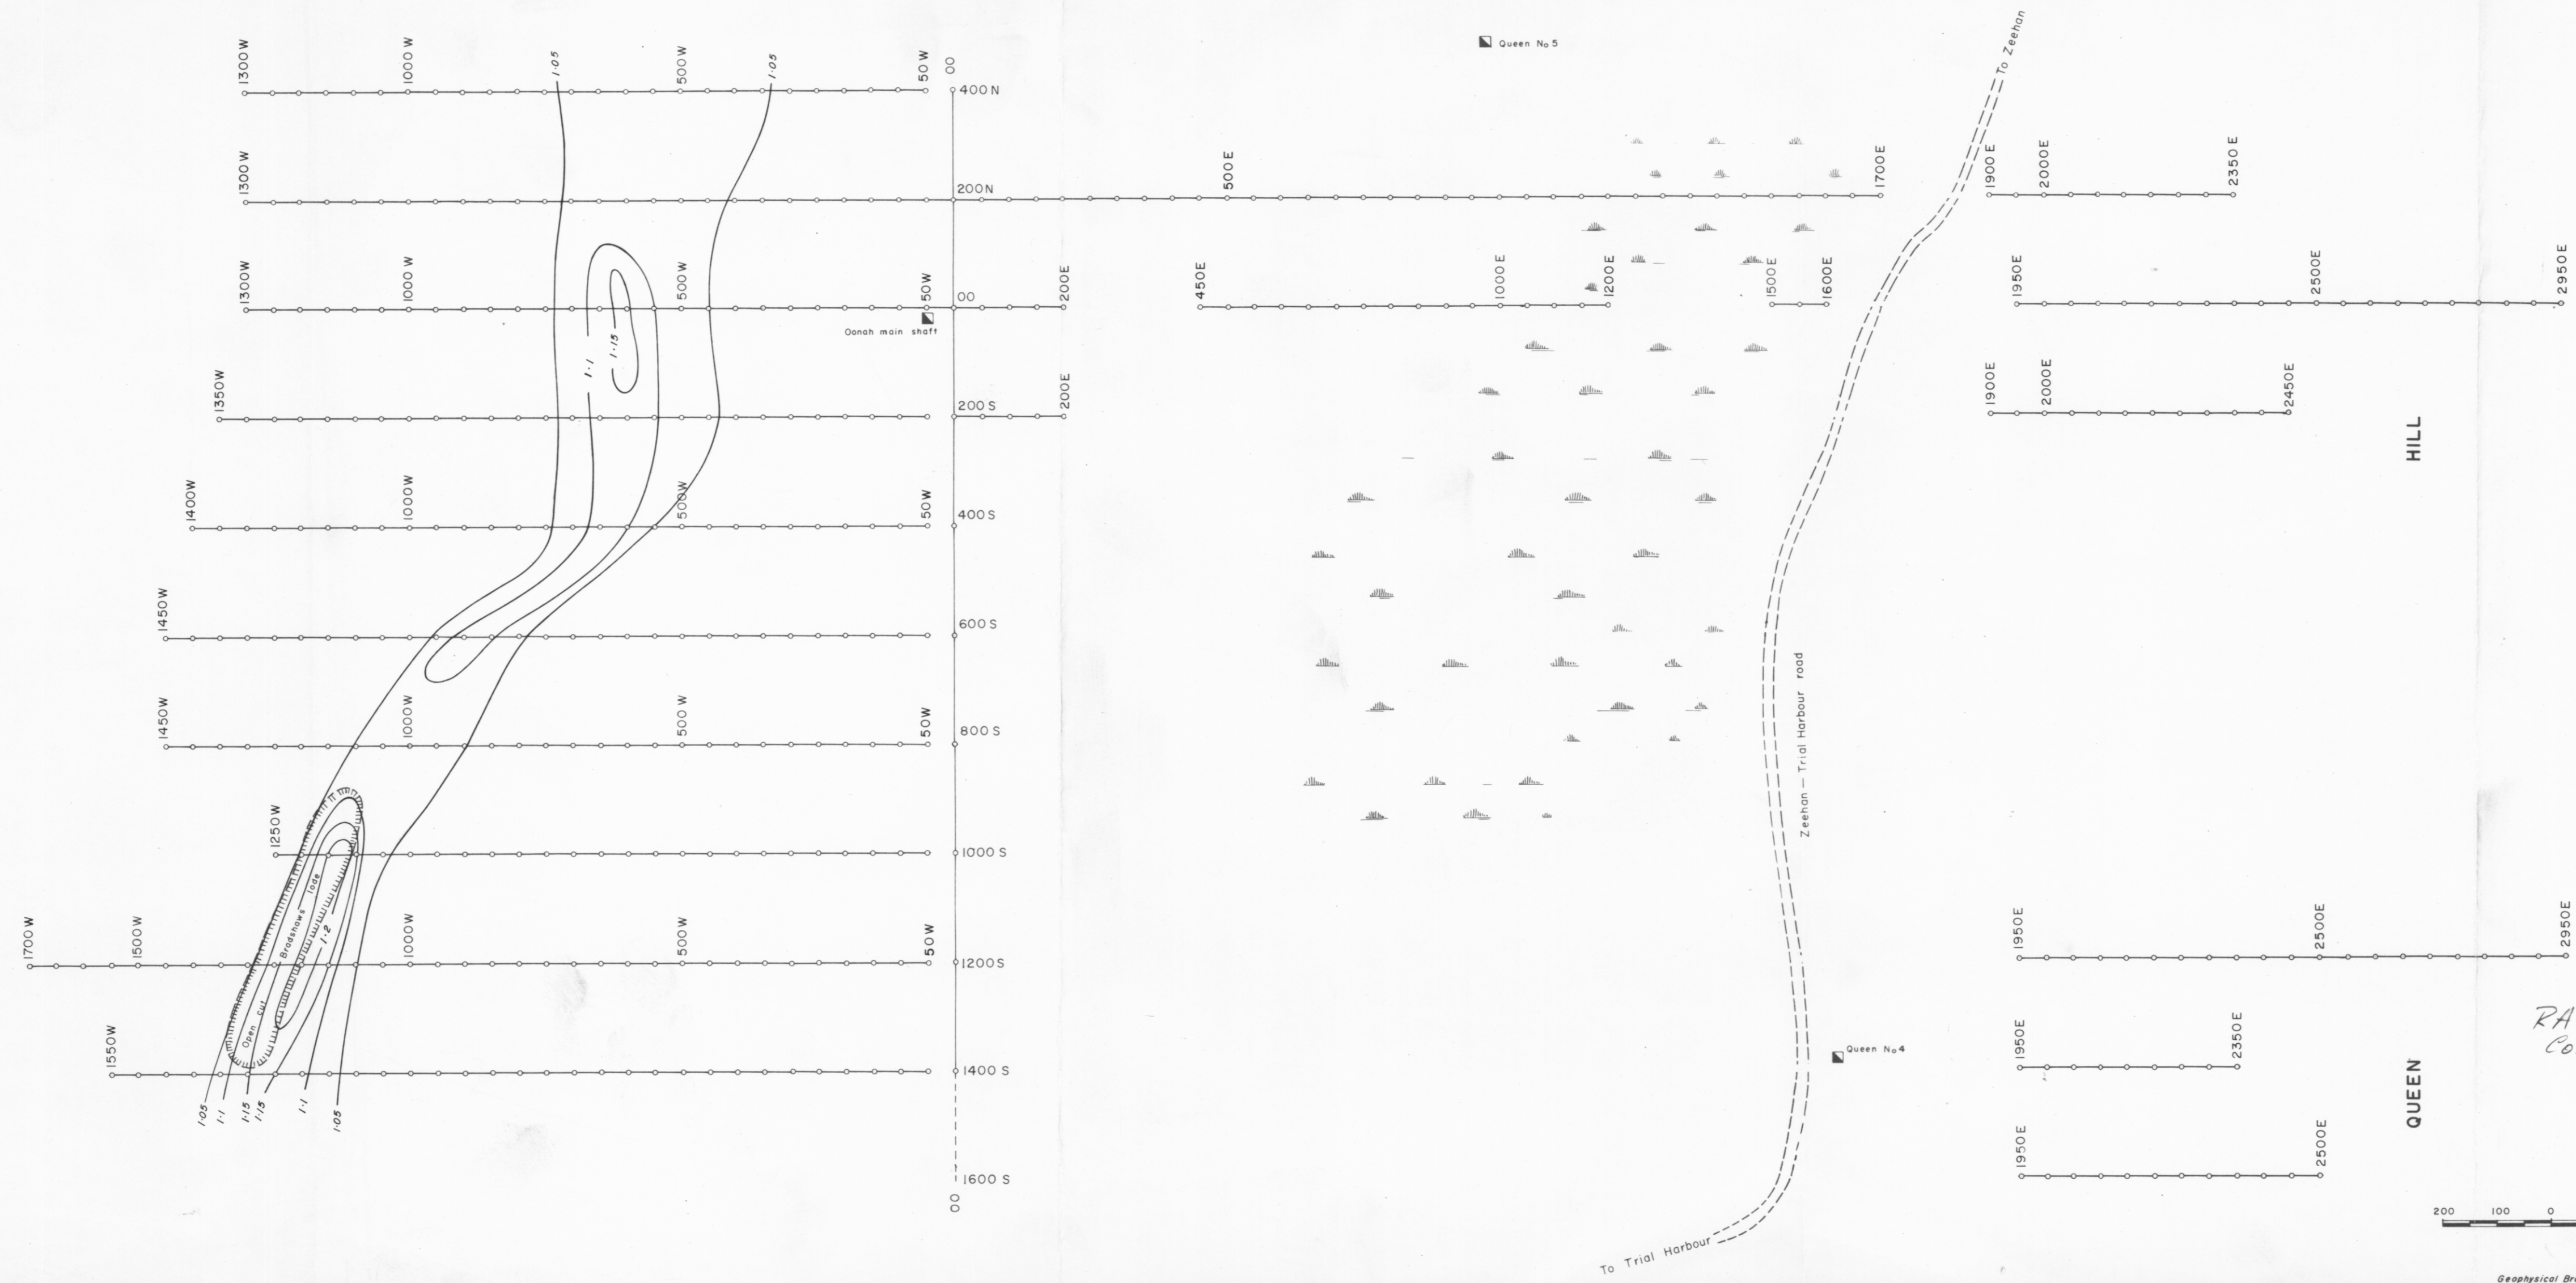 To Zeehan
Queen No 5
1300W
1000W
1·05
500W
1·05
50W
00
400N
1300W
200N
500E
1700E
1900E
2000E
2350E
1300W
1000W
500W
50W
00
200E
450E
1000E
1200E
1500E
1600E
1950E
2500E
2950E
Oonah main shaft
1·1
1·15
1350W
200S
200E
1900E
2000E
2450E
HILL
1400W
1000W
500W
50W
400S
1450W
600S
Zeehan — Trial Harbour road
1450W
1000W
500W
50W
800S
1250W
1000S
Bradshaws lode
1·2
Open cut
1700W
1500W
1000W
500W
50W
1200S
1950E
2500E
2950E
RA
Co
1550W
1400S
Queen No 4
1950E
2350E
QUEEN
1·05
1·1
1·15
1·15
1·1
1·05
1950E
2500E
1600S
00
200 100 0
To Trial Harbour
Geophysical Br